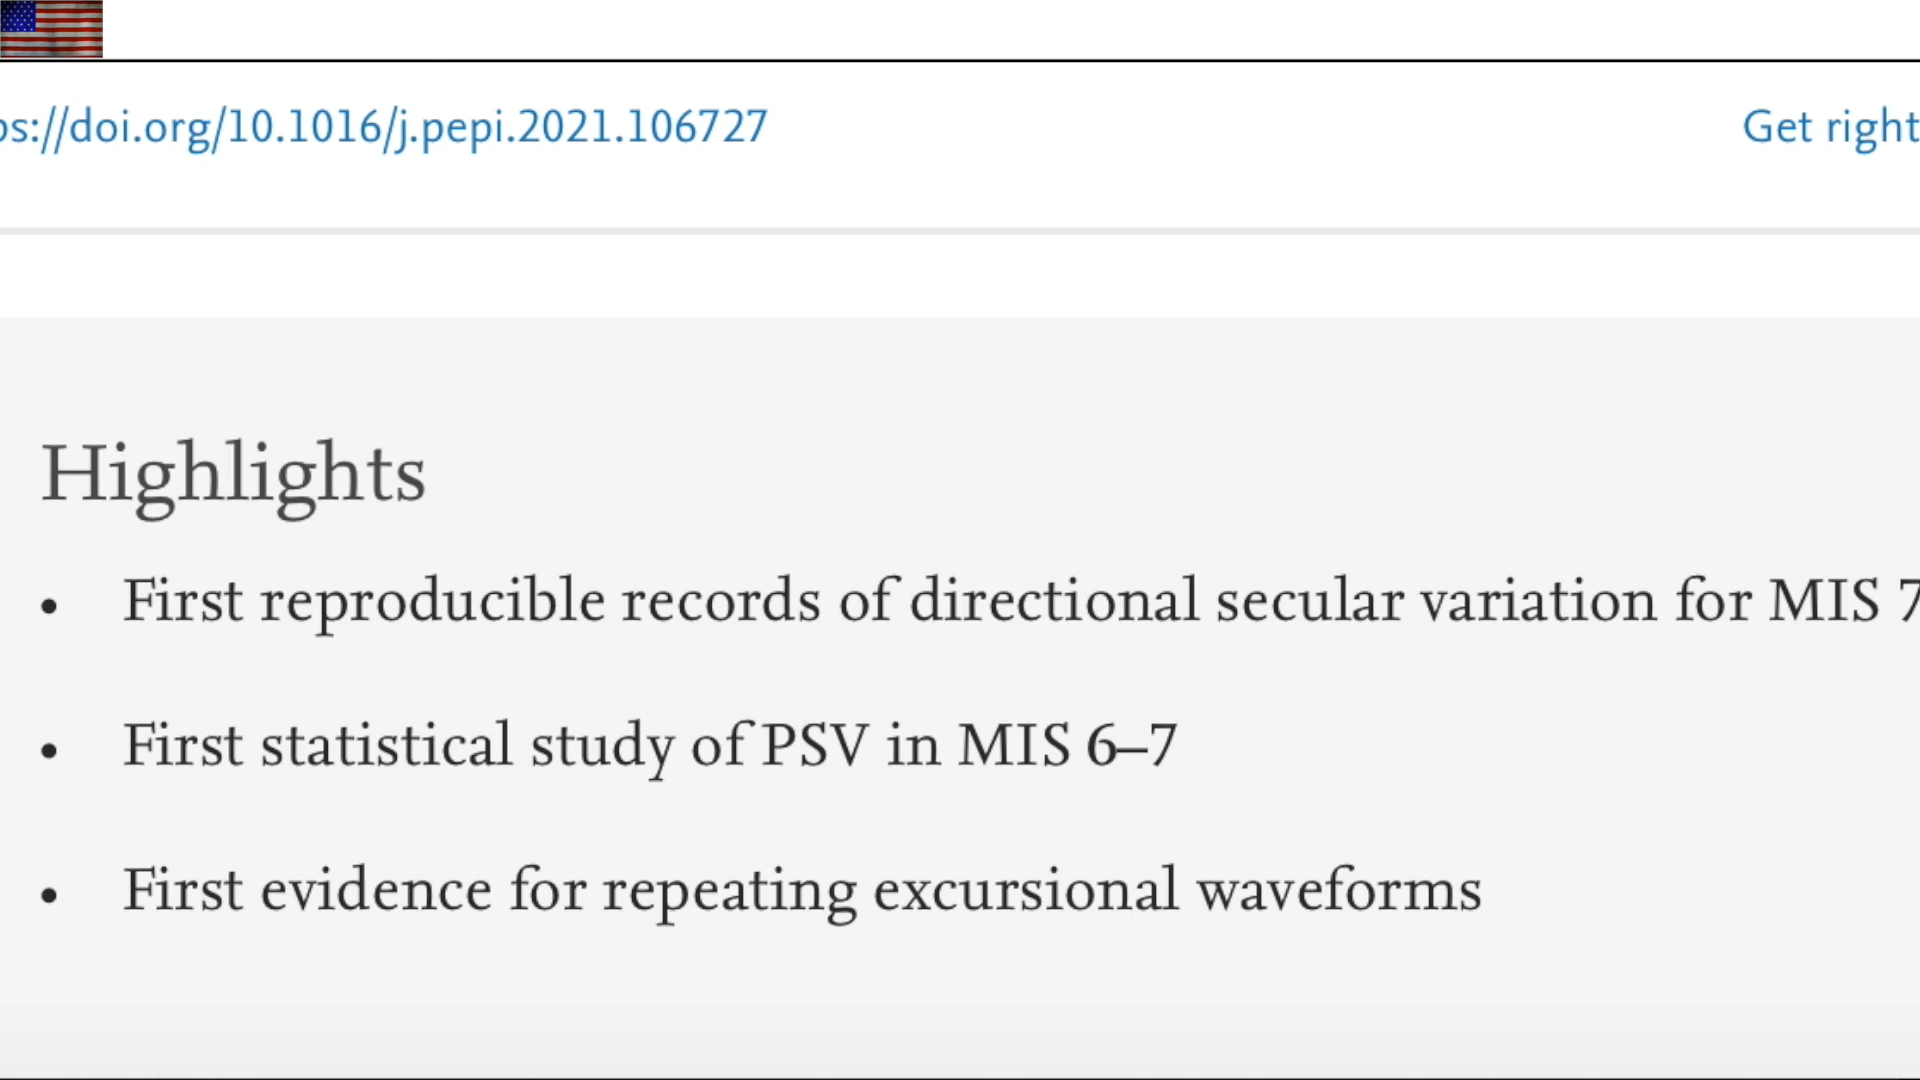 ps://doi.org/10.1016/j.pepi.2021.106727
Get right
Highlights
• First reproducible records of directional secular variation for MIS 7
• First statistical study of PSV in MIS 6–7
• First evidence for repeating excursional waveforms